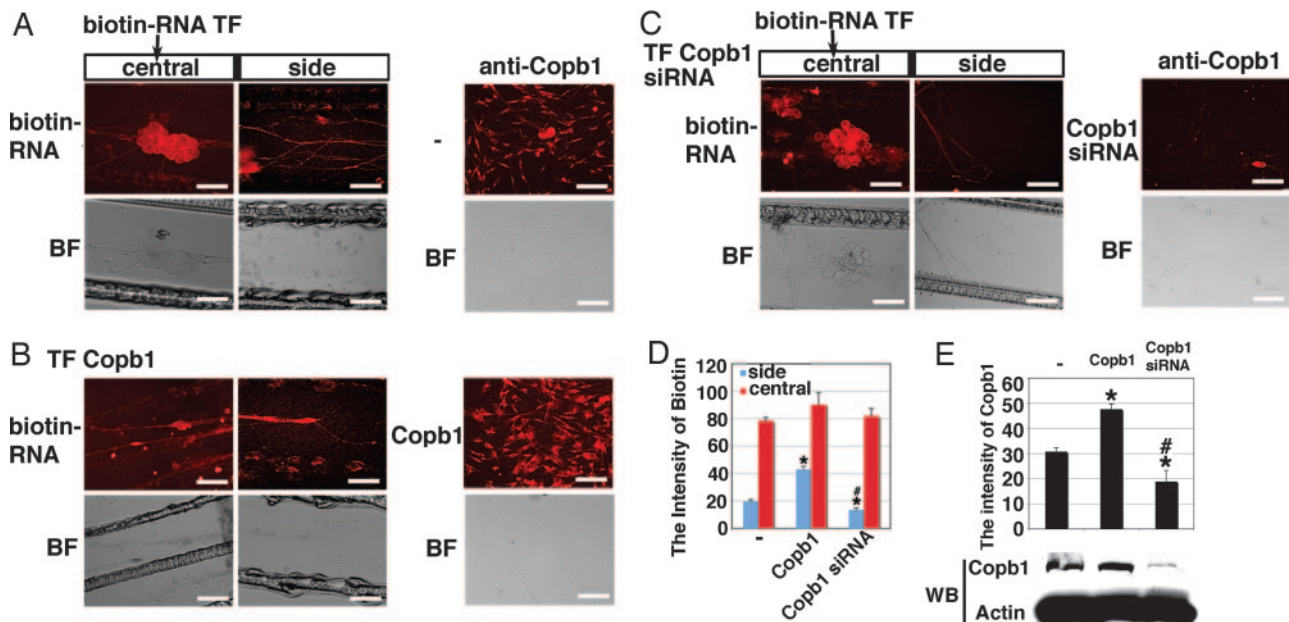 A
biotin-RNA TF
central
side
anti-Copb1
biotin-
RNA
-
BF
BF
B
TF Copb1
biotin-
RNA
Copb1
BF
BF
C
biotin-RNA TF
TF Copb1
siRNA
central
side
anti-Copb1
biotin-
RNA
Copb1
siRNA
BF
BF
D
The Intensity of Biotin
120
100
80
60
40
20
0
side
central
*
#
*
-
Copb1
Copb1 siRNA
E
-
Copb1
Copb1
siRNA
The intensity of Copb1
60
50
40
30
20
10
0
*
#
*
WB
Copb1
Actin